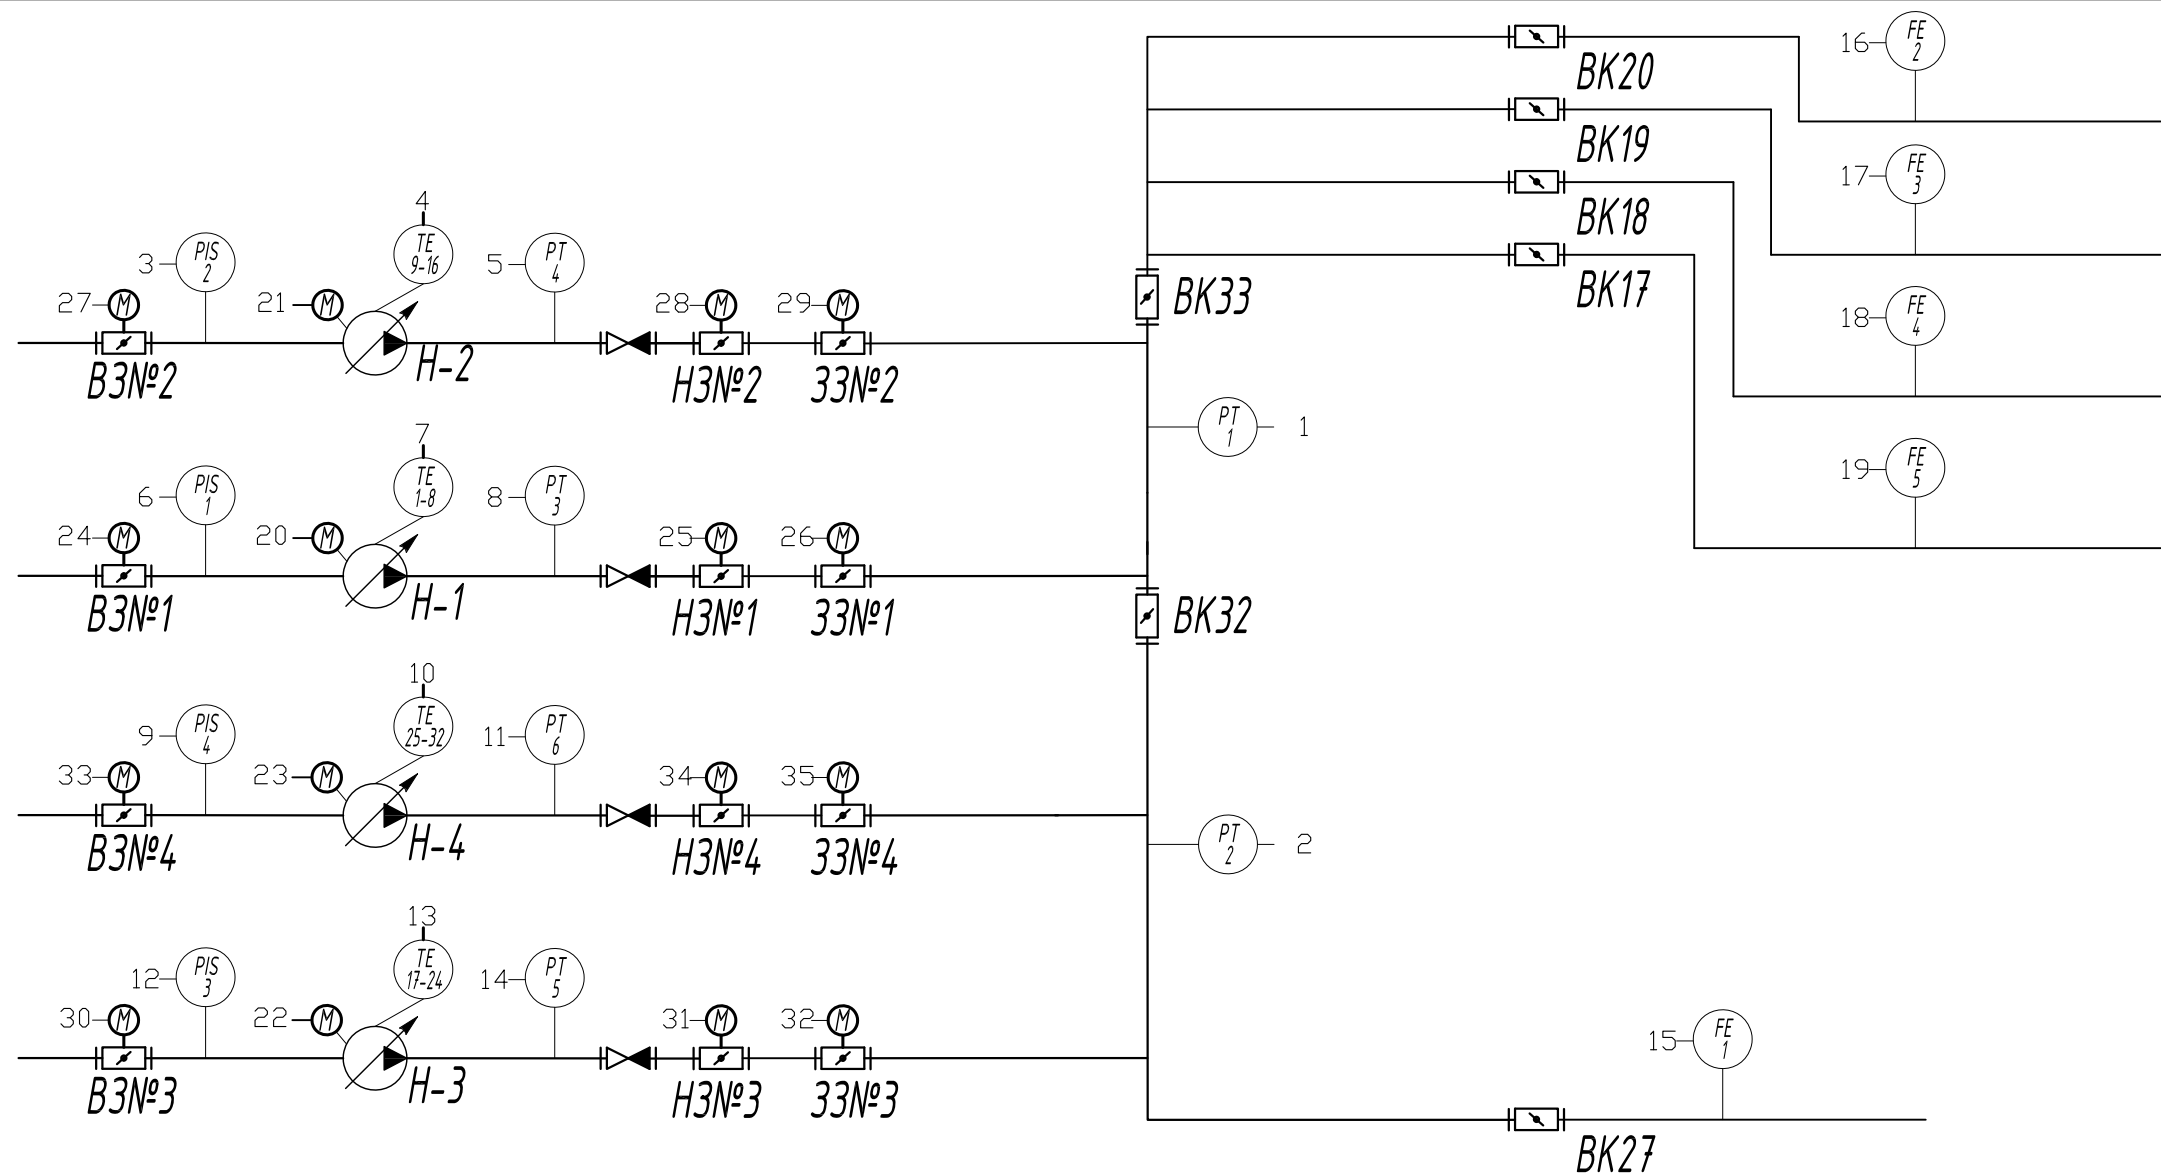 16 FE 2
ВК20
17 FE 3
ВК19
ВК18
ВК17
18 FE 4
19 FE 5
4
TE 9-16
3 PIS 2
5 PT 4
27 M
21 M
28 M
29 M
ВК33
ВЗ№2
Н-2
НЗ№2
ЗЗ№2
PT 1 1
7
TE 1-8
6 PIS 1
8 PT 3
24 M
20 M
25 M
26 M
ВЗ№1
Н-1
НЗ№1
ЗЗ№1
ВК32
10
TE 25-32
9 PIS 4
11 PT 6
33 M
23 M
34 M
35 M
ВЗ№4
Н-4
НЗ№4
ЗЗ№4
PT 2 2
13
TE 17-24
12 PIS 3
14 PT 5
30 M
22 M
31 M
32 M
ВЗ№3
Н-3
НЗ№3
ЗЗ№3
15 FE 1
ВК27